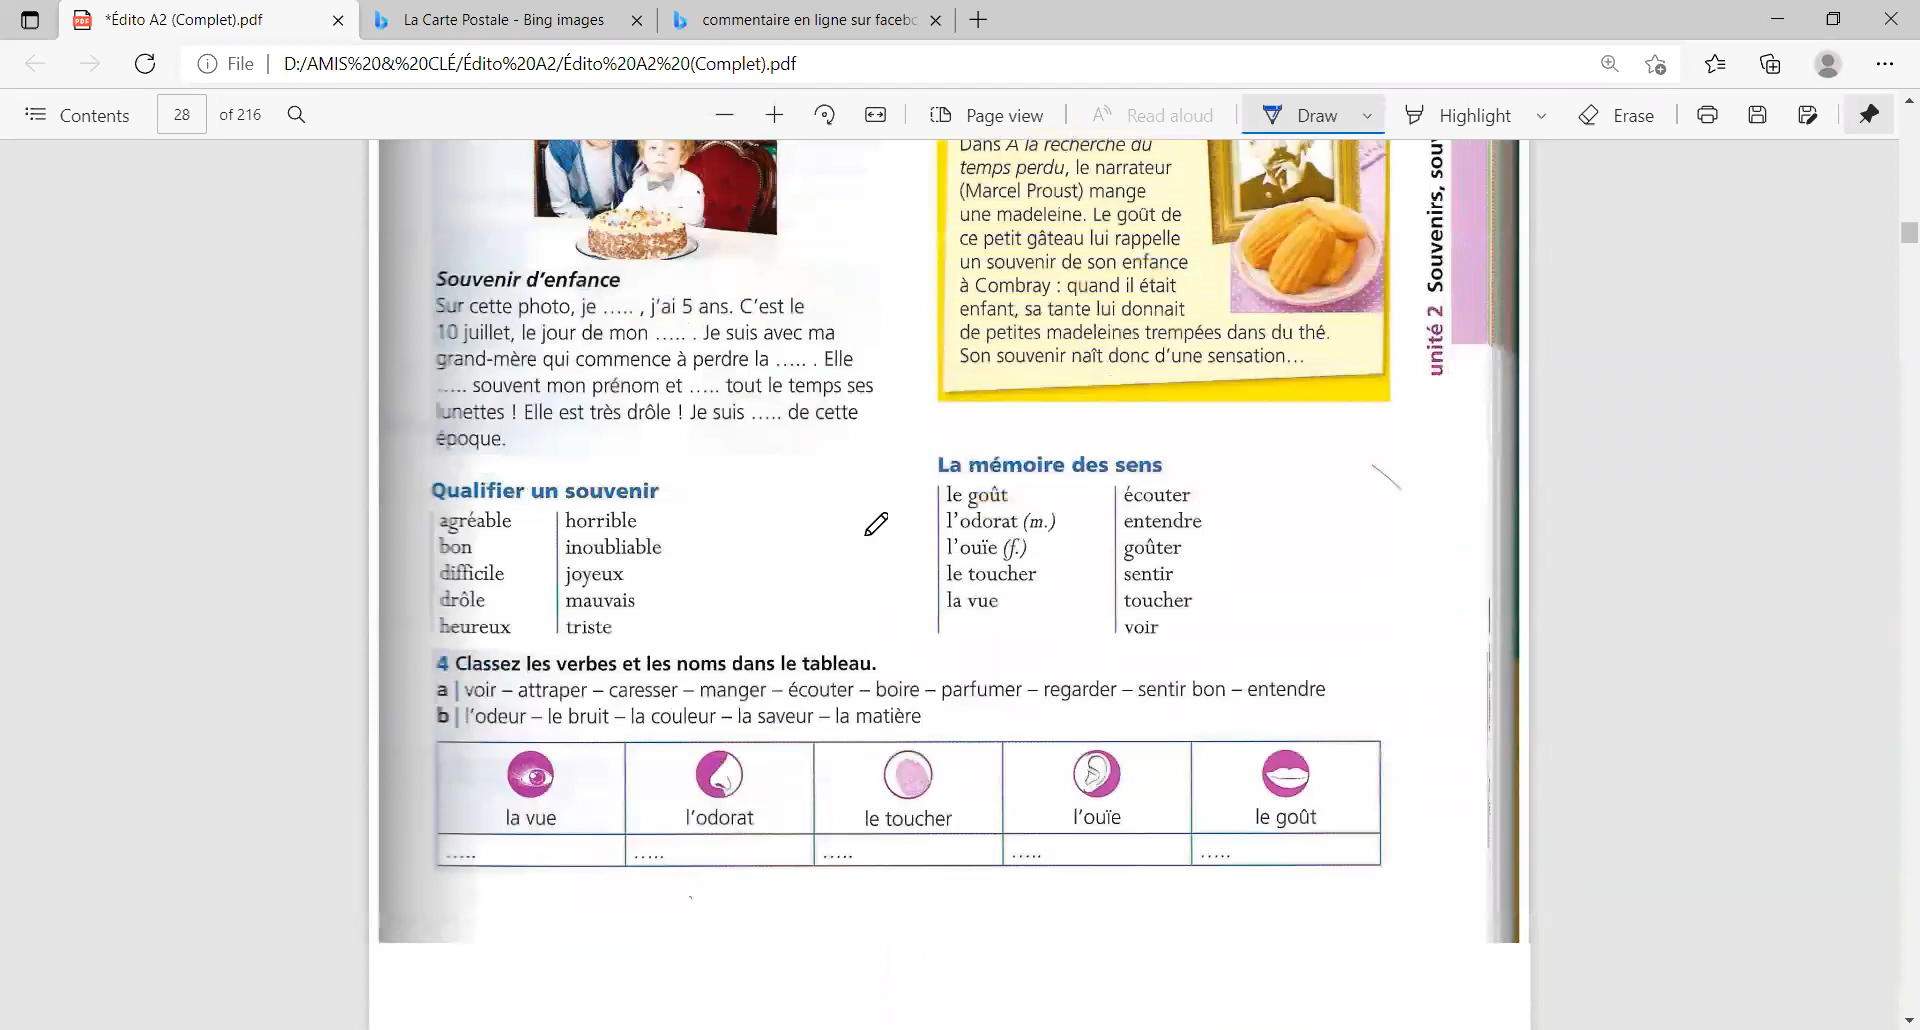 *Édito A2 (Complet).pdf
La Carte Postale - Bing images
commentaire en ligne sur facebo
File
D:/AMIS%20&%20CLÉ/Édito%20A2/Édito%20A2%20(Complet).pdf
Contents
28
of 216
Page view
Read aloud
Draw
Highlight
Erase
Souvenir d'enfance
Sur cette photo, je ..... , j'ai 5 ans. C'est le
10 juillet, le jour de mon ..... . Je suis avec ma
grand-mère qui commence à perdre la ..... . Elle
..... souvent mon prénom et ..... tout le temps ses
lunettes ! Elle est très drôle ! Je suis ..... de cette
époque.
Dans A la recherche du
temps perdu, le narrateur
(Marcel Proust) mange
une madeleine. Le goût de
ce petit gâteau lui rappelle
un souvenir de son enfance
à Combray : quand il était
enfant, sa tante lui donnait
de petites madeleines trempées dans du thé.
Son souvenir naît donc d'une sensation...
unité 2 Souvenirs, sou
Qualifier un souvenir
agréable
bon
difficile
drôle
heureux
horrible
inoubliable
joyeux
mauvais
triste
La mémoire des sens
le goût
l'odorat (m.)
l'ouïe (f.)
le toucher
la vue
écouter
entendre
goûter
sentir
toucher
voir
4 Classez les verbes et les noms dans le tableau.
a | voir – attraper – caresser – manger – écouter – boire – parfumer – regarder – sentir bon – entendre
b | l'odeur – le bruit – la couleur – la saveur – la matière
la vue
l'odorat
le toucher
l'ouïe
le goût
..... ..... ..... ..... .....